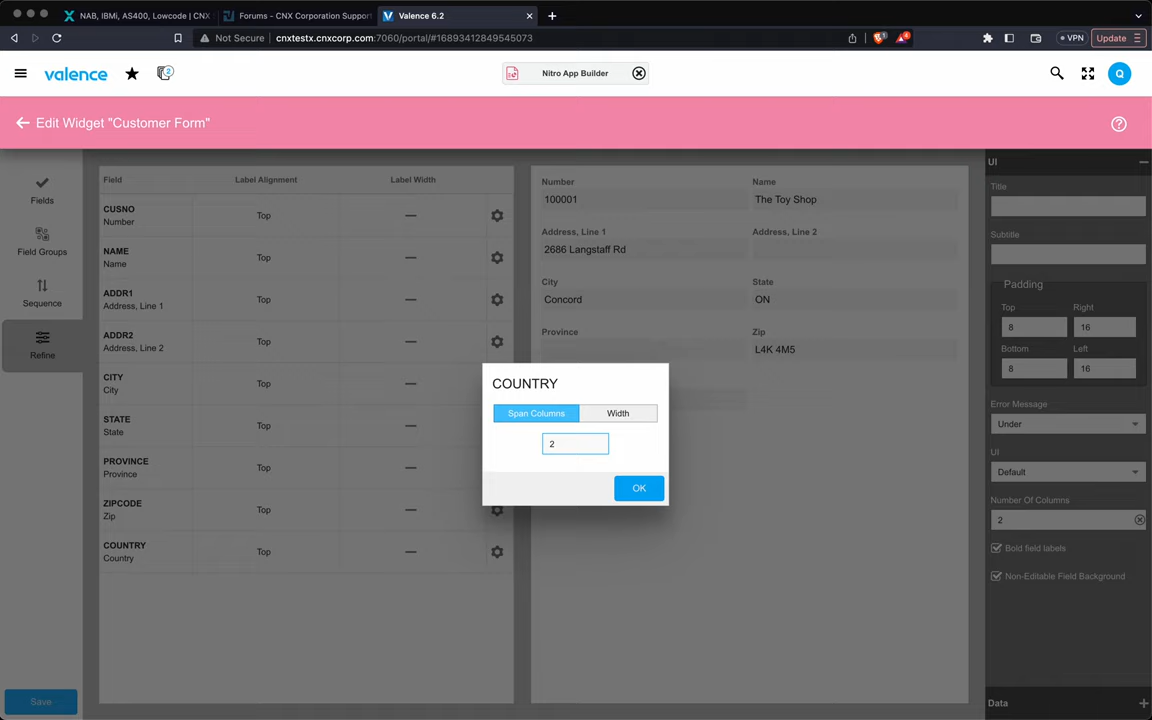 NAB, IBMi, AS400, Lowcode | CNX
Forums - CNX Corporation Support
Valence 6.2
Not Secure
cnxtestx.cnxcorp.com:7060/portal/#16893412849545073
1
4
VPN
Update
valence
2
Nitro App Builder
Q
Edit Widget "Customer Form"
Fields
Field Groups
Sequence
Refine
Save
Field Label Alignment Label Width
CUSNO
Number
Top
NAME
Name
Top
ADDR1
Address, Line 1
Top
ADDR2
Address, Line 2
Top
CITY
City
Top
STATE
State
Top
PROVINCE
Province
Top
ZIPCODE
Zip
Top
COUNTRY
Country
Top
Number Name
100001 The Toy Shop
Address, Line 1 Address, Line 2
2686 Langstaff Rd
City State
Concord ON
Province Zip
L4K 4M5
COUNTRY
Span Columns Width
2
OK
UI
Title
Subtitle
Padding
Top Right
8 16
Bottom Left
8 16
Error Message
Under
UI
Default
Number Of Columns
2
Bold field labels
Non-Editable Field Background
Data